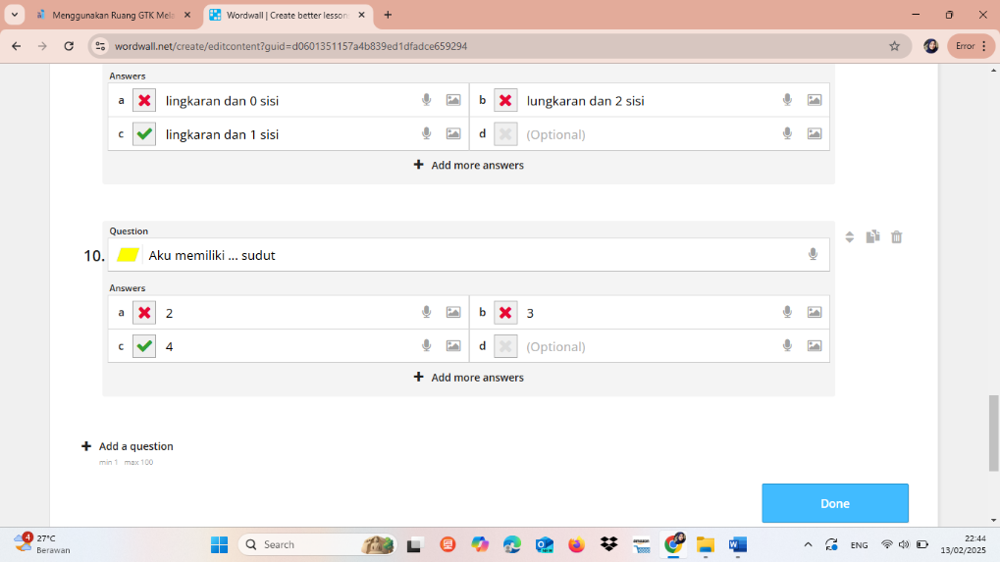 Menggunakan Ruang GTK Mela
Wordwall | Create better lesson
wordwall.net/create/editcontent?guid=d0601351157a4b839ed1dfadce659294
Error
Answers
a lingkaran dan 0 sisi
b lungkaran dan 2 sisi
c lingkaran dan 1 sisi
d (Optional)
+ Add more answers
Question
10. Aku memiliki ... sudut
Answers
a 2
b 3
c 4
d (Optional)
+ Add more answers
+ Add a question
min 1 max 100
Done
4
27°C
Berawan
Search
ENG
22:44
13/02/2025